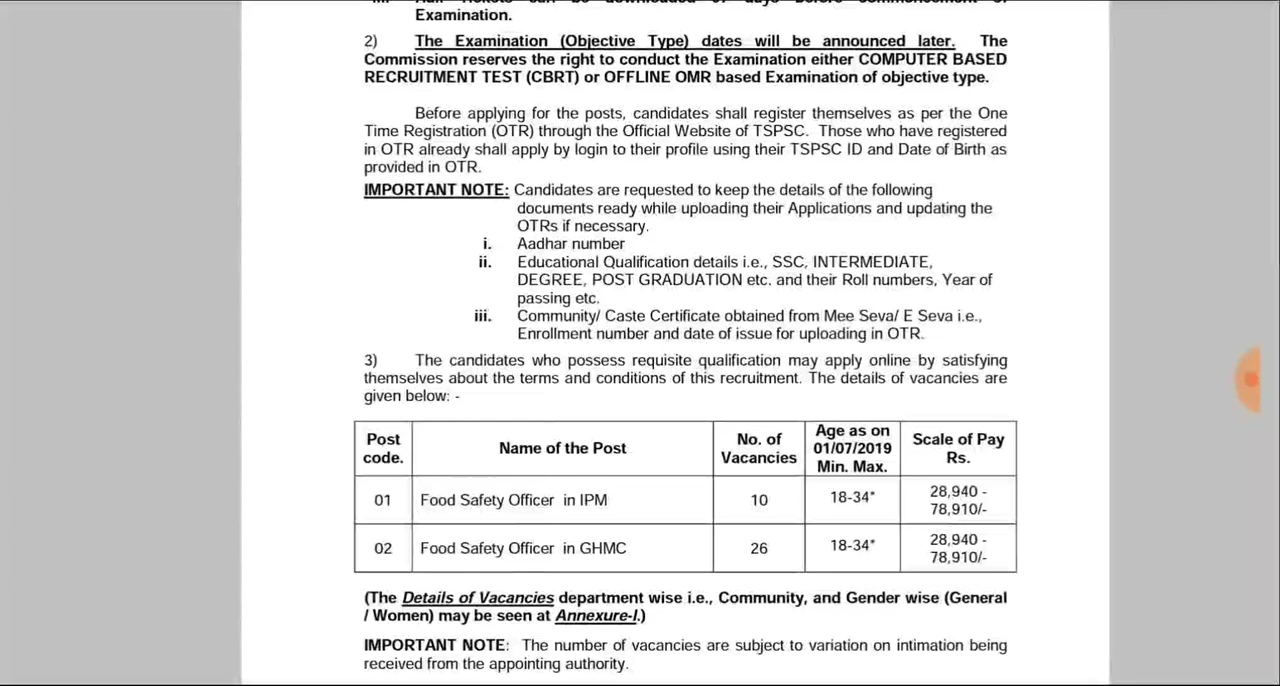 Examination.
2) The Examination (Objective Type) dates will be announced later. The
Commission reserves the right to conduct the Examination either COMPUTER BASED
RECRUITMENT TEST (CBRT) or OFFLINE OMR based Examination of objective type.
Before applying for the posts, candidates shall register themselves as per the One
Time Registration (OTR) through the Official Website of TSPSC. Those who have registered
in OTR already shall apply by login to their profile using their TSPSC ID and Date of Birth as
provided in OTR.
IMPORTANT NOTE: Candidates are requested to keep the details of the following
documents ready while uploading their Applications and updating the
OTRs if necessary.
i. Aadhar number
ii. Educational Qualification details i.e., SSC, INTERMEDIATE,
DEGREE, POST GRADUATION etc. and their Roll numbers, Year of
passing etc.
iii. Community/ Caste Certificate obtained from Mee Seva/ E Seva i.e.,
Enrollment number and date of issue for uploading in OTR.
3) The candidates who possess requisite qualification may apply online by satisfying
themselves about the terms and conditions of this recruitment. The details of vacancies are
given below: -
Post code. Name of the Post No. of Vacancies Age as on 01/07/2019 Min. Max. Scale of Pay Rs.
01 Food Safety Officer in IPM 10 18-34* 28,940 - 78,910/-
02 Food Safety Officer in GHMC 26 18-34* 28,940 - 78,910/-
(The Details of Vacancies department wise i.e., Community, and Gender wise (General
/ Women) may be seen at Annexure-I.)
IMPORTANT NOTE: The number of vacancies are subject to variation on intimation being
received from the appointing authority.